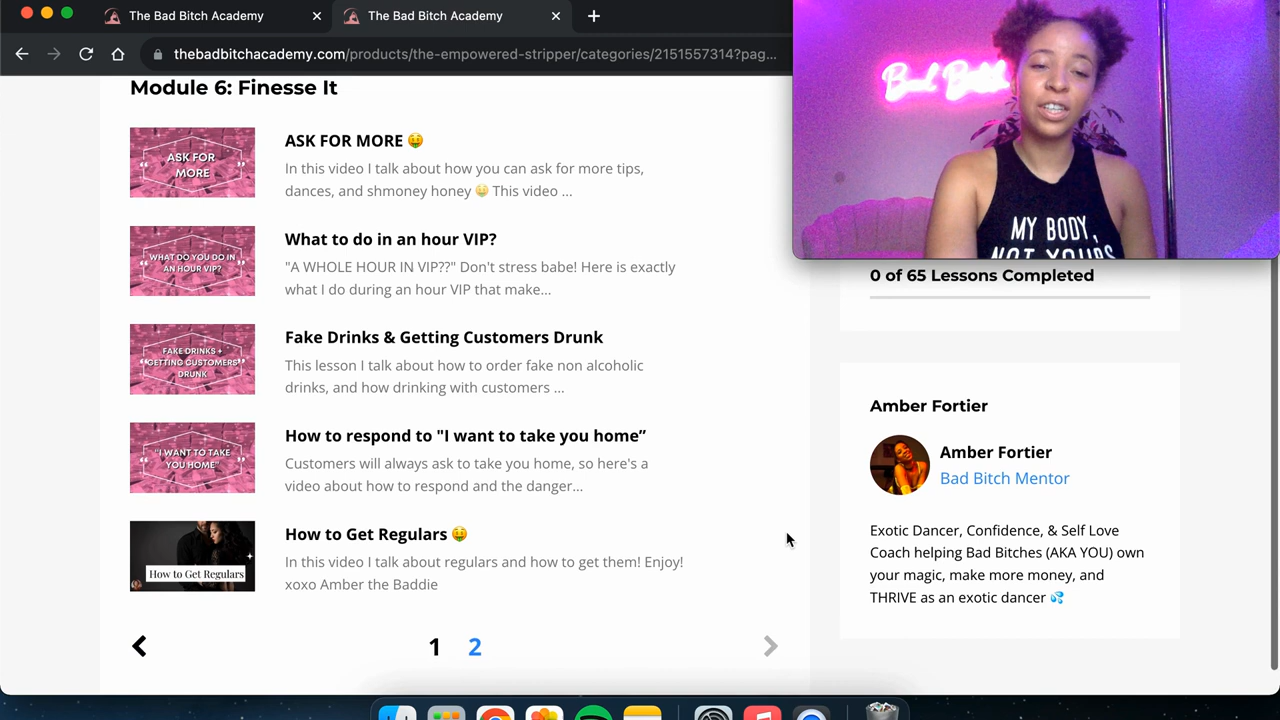 The Bad Bitch Academy
The Bad Bitch Academy
thebadbitchacademy.com/products/the-empowered-stripper/categories/2151557314?pag...
Bad Bitch
MY BODY,
NOT YOURS
Module 6: Finesse It
ASK FOR
MORE
ASK FOR MORE 🤑
In this video I talk about how you can ask for more tips,
dances, and shmoney honey 🤑 This video ...
WHAT DO YOU DO IN
AN HOUR VIP?
What to do in an hour VIP?
"A WHOLE HOUR IN VIP??" Don't stress babe! Here is exactly
what I do during an hour VIP that make...
FAKE DRINKS +
GETTING CUSTOMERS
DRUNK
Fake Drinks & Getting Customers Drunk
This lesson I talk about how to order fake non alcoholic
drinks, and how drinking with customers ...
"I WANT TO TAKE
YOU HOME"
How to respond to "I want to take you home”
Customers will always ask to take you home, so here's a
video about how to respond and the danger...
How to Get Regulars
How to Get Regulars 🤑
In this video I talk about regulars and how to get them! Enjoy!
xoxo Amber the Baddie
1 2
0 of 65 Lessons Completed
Amber Fortier
Amber Fortier
Bad Bitch Mentor
Exotic Dancer, Confidence, & Self Love
Coach helping Bad Bitches (AKA YOU) own
your magic, make more money, and
THRIVE as an exotic dancer 💦